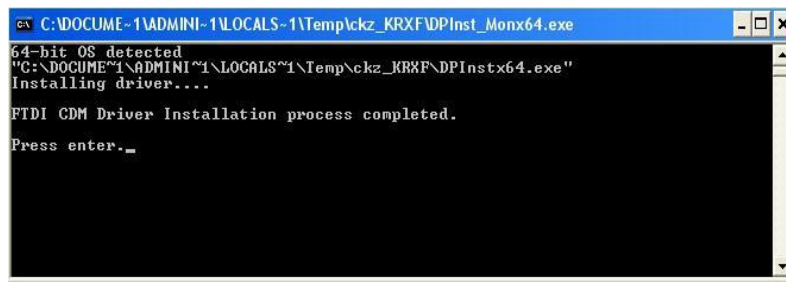 C:\DOCUME~1\ADMINI~1\LOCALS~1\Temp\ckz_KRXF\DPInst_Monx64.exe
64-bit OS detected
"C:\DOCUME~1\ADMINI~1\LOCALS~1\Temp\ckz_KRXF\DPInstx64.exe"
Installing driver....
FTDI CDM Driver Installation process completed.
Press enter._